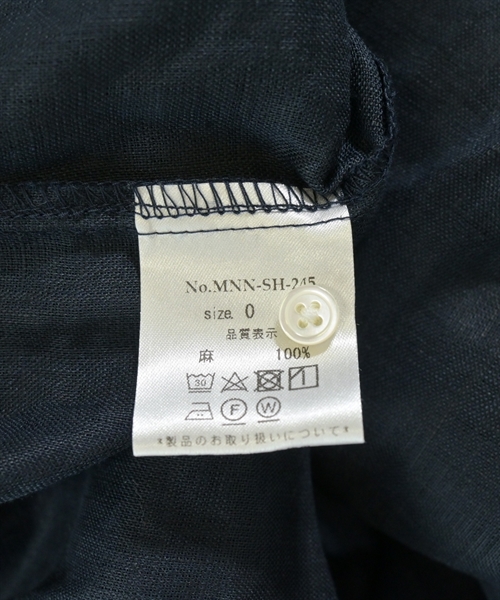 No.MNN-SH-245
size. 0
品質表示
麻 100%
30
F W
*製品のお取り扱いについて*